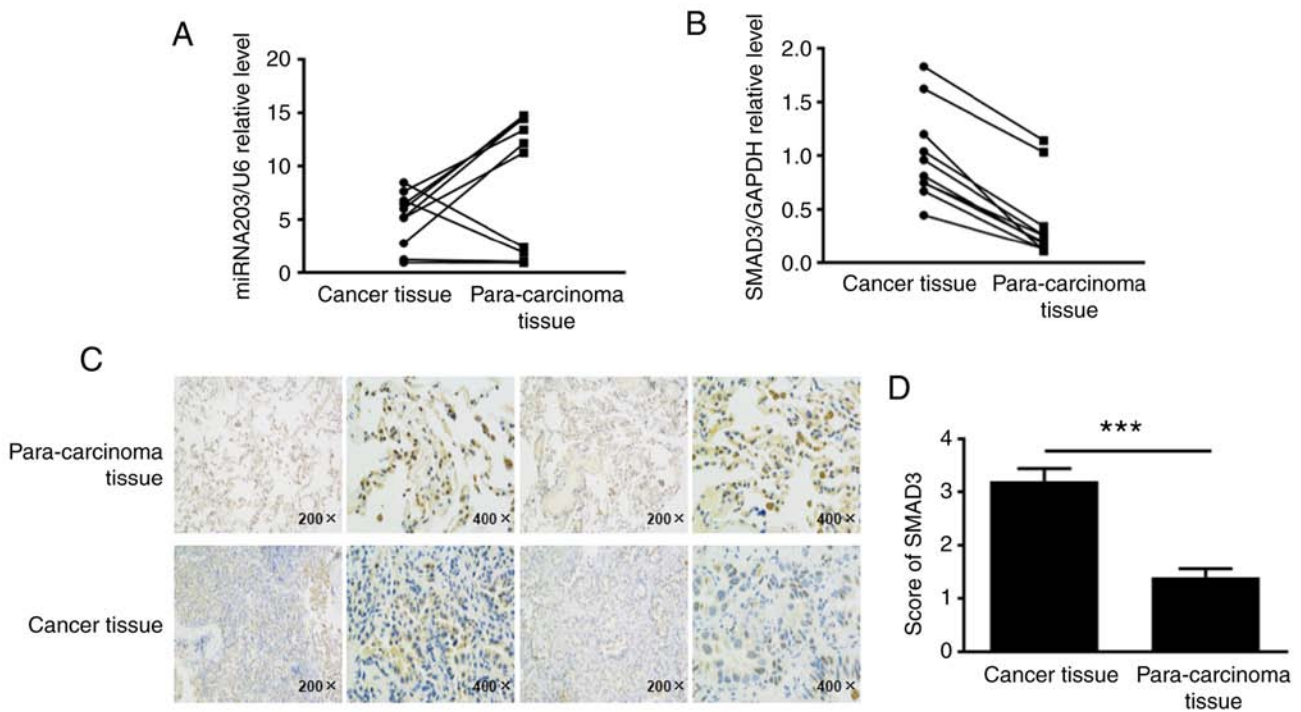 A
miRNA203/U6 relative level
20
15
10
5
0
Cancer tissue
Para-carcinoma
tissue
B
SMAD3/GAPDH relative level
2.0
1.5
1.0
0.5
0.0
Cancer tissue
Para-carcinoma
tissue
C
Para-carcinoma
tissue
200×
400×
200×
400×
Cancer tissue
200×
400×
200×
400×
D
Score of SMAD3
4
3
2
1
0
***
Cancer tissue
Para-carcinoma
tissue